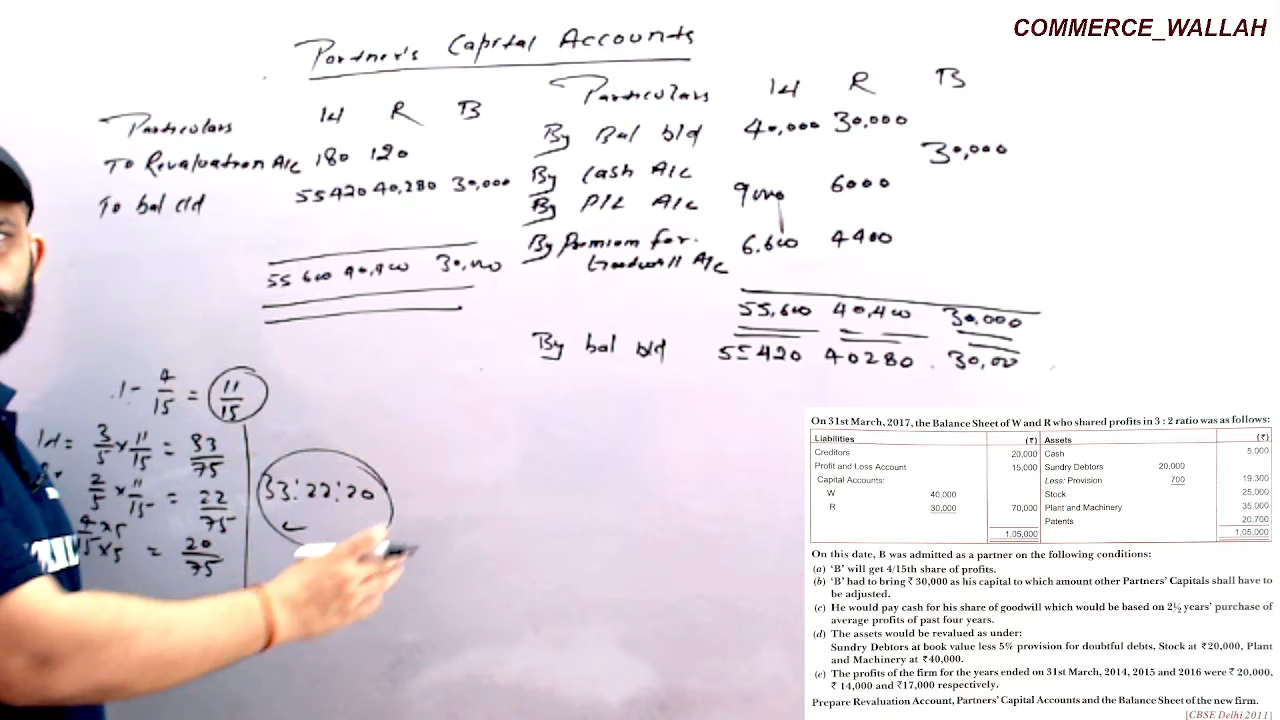 COMMERCE_WALLAH
Partner's Capital Accounts
Particulars W R B
To Revaluation A/c 180 120
To bal c/d 55420 40,280 30,000
55600 40,400 30,000
Particulars W R B
By Bal b/d 40,000 30,000
By Cash A/c 30,000
By P/L A/c 9000 6000
By Premium for Goodwill A/c 6,600 4400
55,600 40,400 30,000
By bal b/d 55420 40280 30,00
1 - 4/15 = 11/15
W = 3/5 × 11/15 = 33/75
2/5 × 11/15 = 22/75
4×5/15×5 = 20/75
33:22:20
On 31st March, 2017, the Balance Sheet of W and R who shared profits in 3 : 2 ratio was as follows:
Liabilities (₹) Assets (₹)
Creditors 20,000 Cash 5,000
Profit and Loss Account 15,000 Sundry Debtors 20,000
Capital Accounts: Less: Provision 700 19,300
W 40,000 Stock 25,000
R 30,000 70,000 Plant and Machinery 35,000
Patents 20,700
1,05,000 1,05,000
On this date, B was admitted as a partner on the following conditions:
(a) 'B' will get 4/15th share of profits.
(b) 'B' had to bring ₹ 30,000 as his capital to which amount other Partners' Capitals shall have to
be adjusted.
(c) He would pay cash for his share of goodwill which would be based on 2½ years' purchase of
average profits of past four years.
(d) The assets would be revalued as under:
Sundry Debtors at book value less 5% provision for doubtful debts, Stock at ₹20,000, Plant
and Machinery at ₹40,000.
(e) The profits of the firm for the years ended on 31st March, 2014, 2015 and 2016 were ₹ 20,000,
₹ 14,000 and ₹17,000 respectively.
Prepare Revaluation Account, Partners' Capital Accounts and the Balance Sheet of the new firm.
[CBSE Delhi 2011]